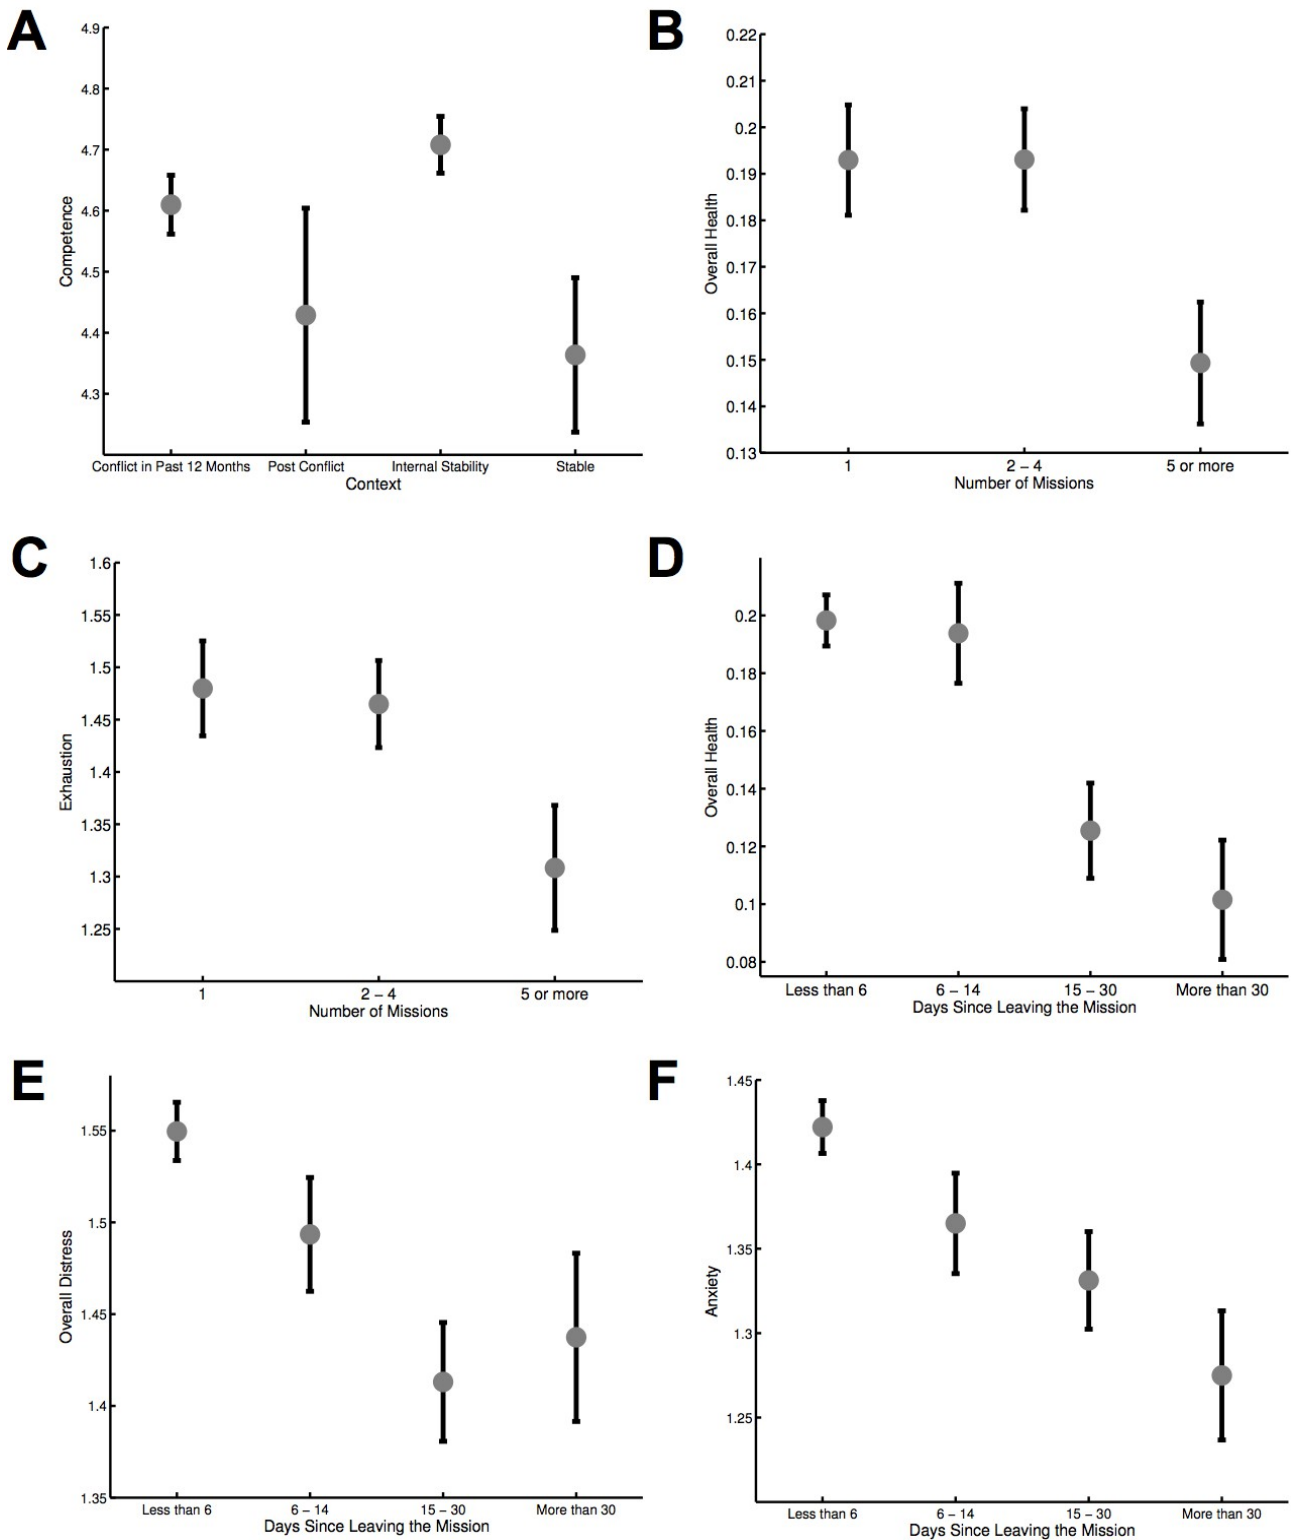 A
4.9
4.8
4.7
4.6
4.5
4.4
4.3
Competence
Conflict in Past 12 Months Post Conflict Internal Stability Stable
Context
B
0.22
0.21
0.2
0.19
0.18
0.17
0.16
0.15
0.14
0.13
Overall Health
1 2 – 4 5 or more
Number of Missions
C
1.6
1.55
1.5
1.45
1.4
1.35
1.3
1.25
Exhaustion
1 2 – 4 5 or more
Number of Missions
D
0.2
0.18
0.16
0.14
0.12
0.1
0.08
Overall Health
Less than 6 6 – 14 15 – 30 More than 30
Days Since Leaving the Mission
E
1.55
1.5
1.45
1.4
1.35
Overall Distress
Less than 6 6 – 14 15 – 30 More than 30
Days Since Leaving the Mission
F
1.45
1.4
1.35
1.3
1.25
Anxiety
Less than 6 6 – 14 15 – 30 More than 30
Days Since Leaving the Mission